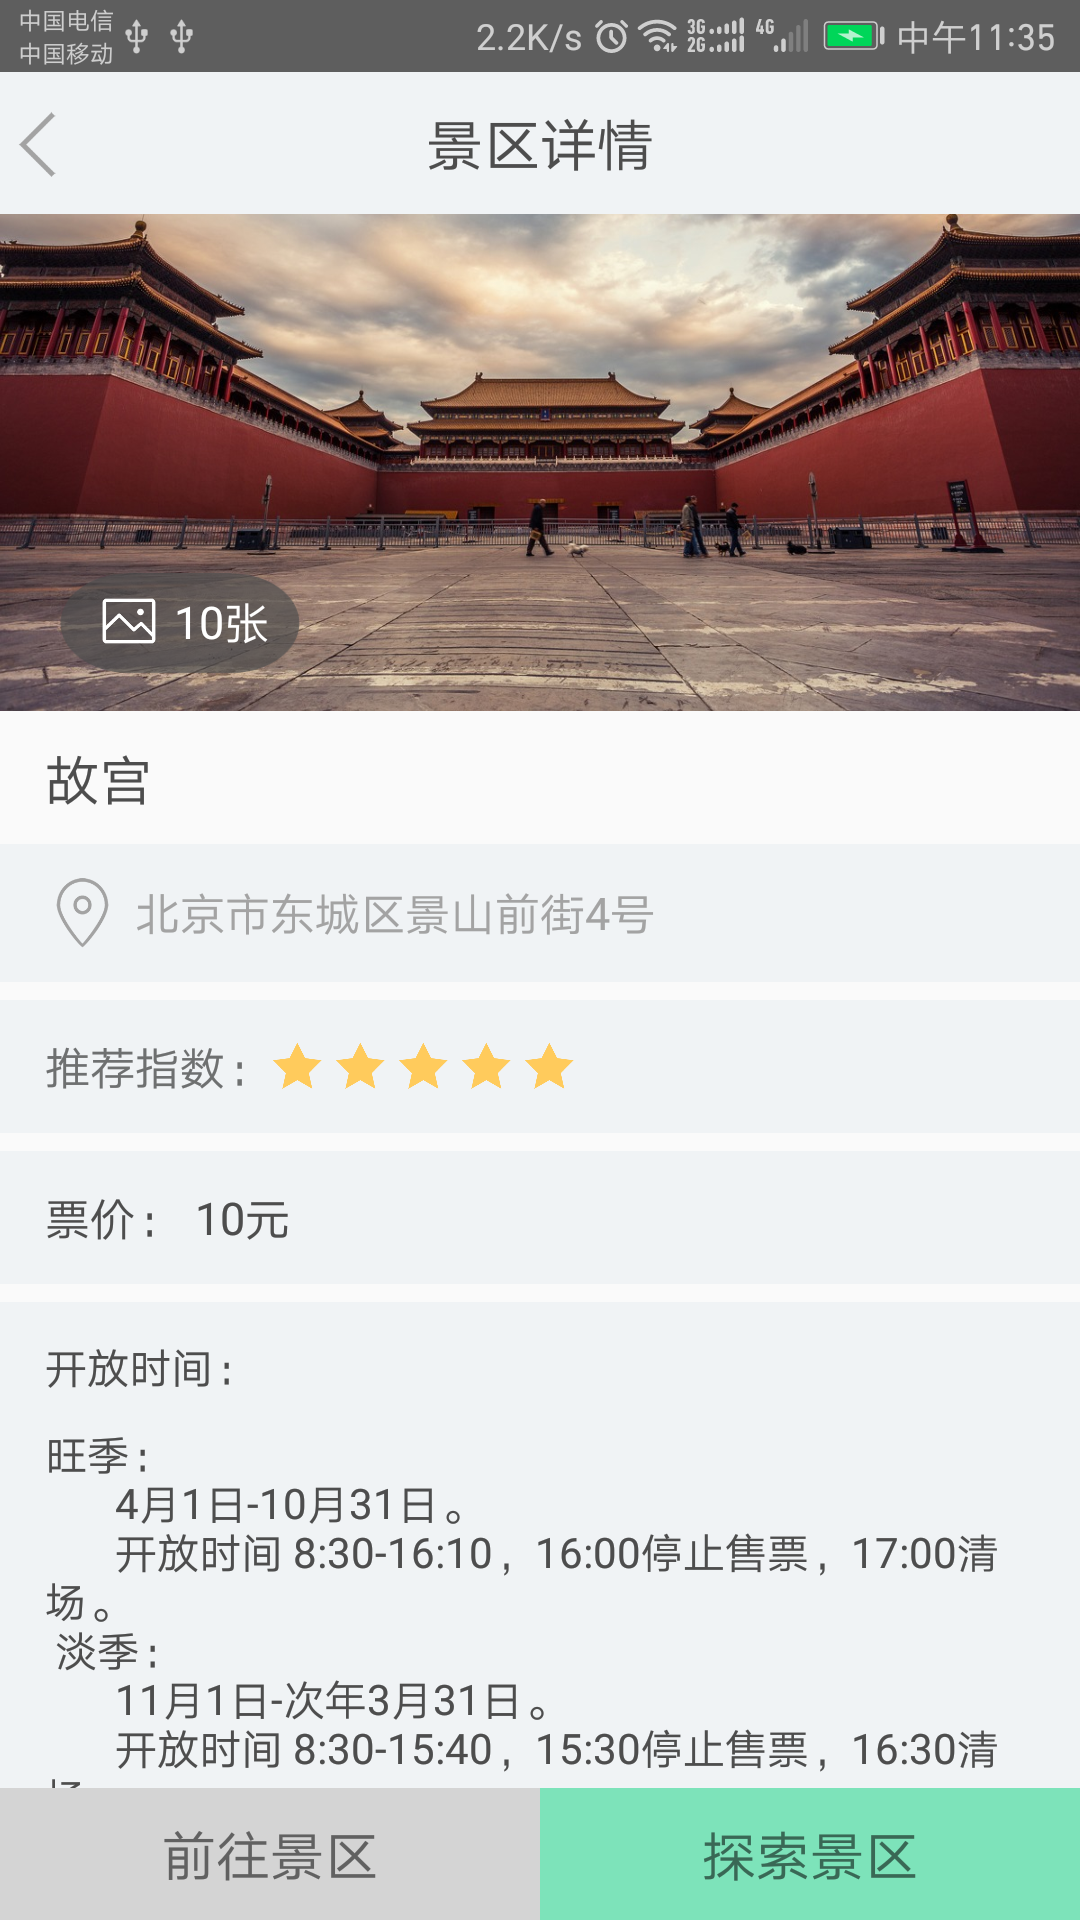 中国电信
中国移动
2.2K/s 3G 2G 4G 中午11:35
景区详情
10张
故宫
北京市东城区景山前街4号
推荐指数：
票价： 10元
开放时间：
旺季：
4月1日-10月31日。
开放时间 8:30-16:10，16:00停止售票，17:00清
场。
淡季：
11月1日-次年3月31日。
开放时间 8:30-15:40，15:30停止售票，16:30清
前往景区
探索景区